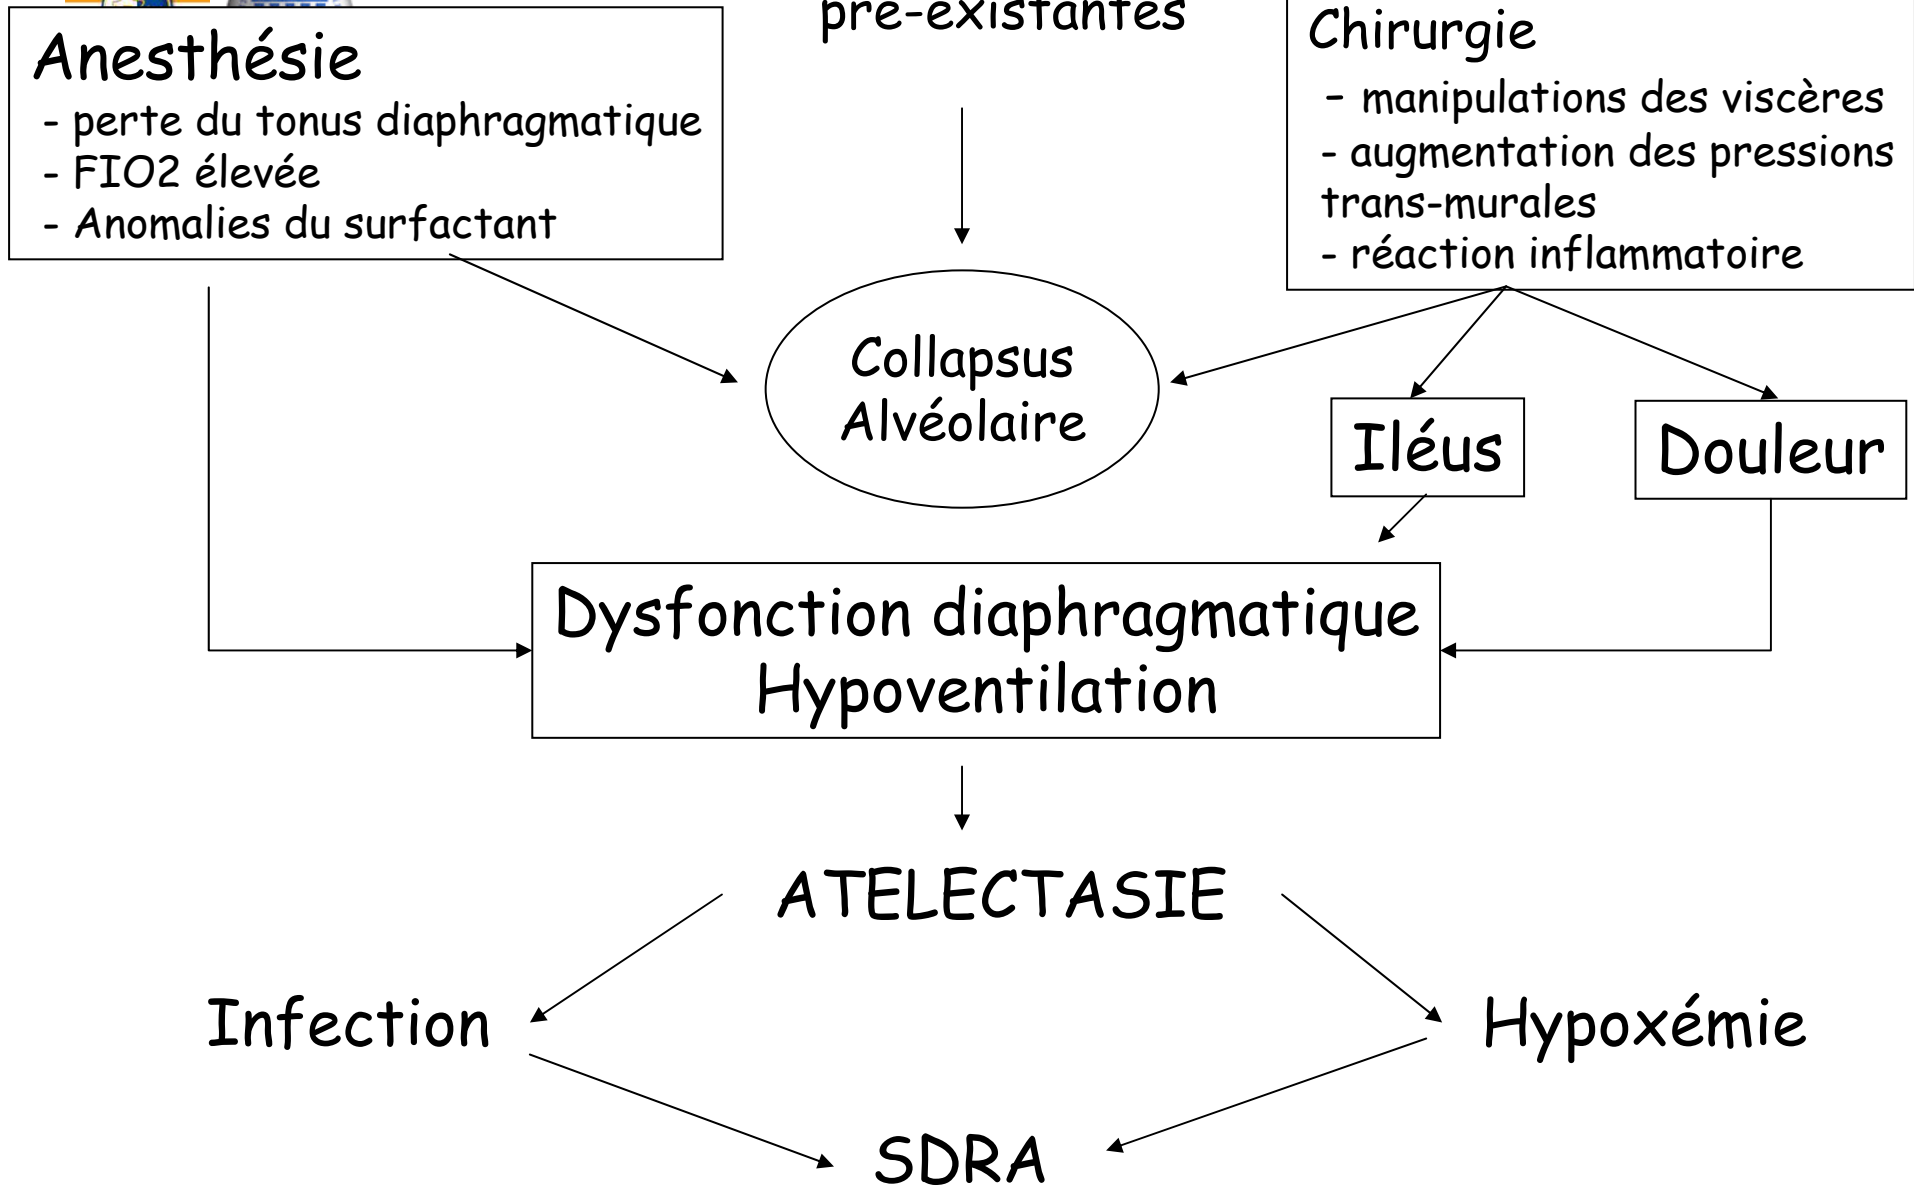 pré-existantes
Anesthésie
- perte du tonus diaphragmatique
- FIO2 élevée
- Anomalies du surfactant
Chirurgie
- manipulations des viscères
- augmentation des pressions
trans-murales
- réaction inflammatoire
Collapsus
Alvéolaire
Iléus
Douleur
Dysfonction diaphragmatique
Hypoventilation
ATELECTASIE
Infection
Hypoxémie
SDRA